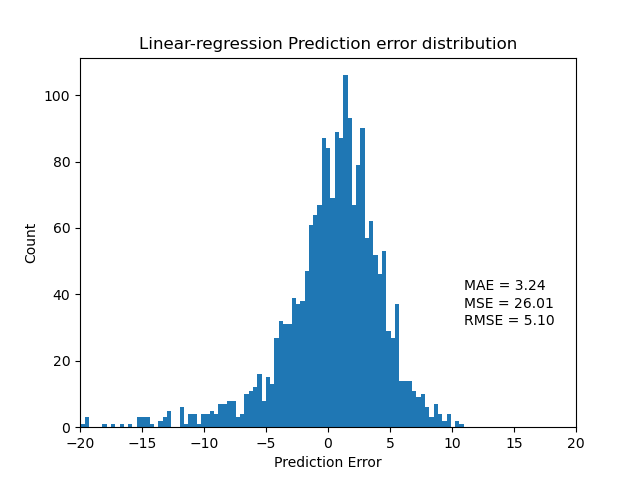 Linear-regression Prediction error distribution
100
80
60
40
20
0
Count
MAE = 3.24
MSE = 26.01
RMSE = 5.10
−20 −15 −10 −5 0 5 10 15 20
Prediction Error